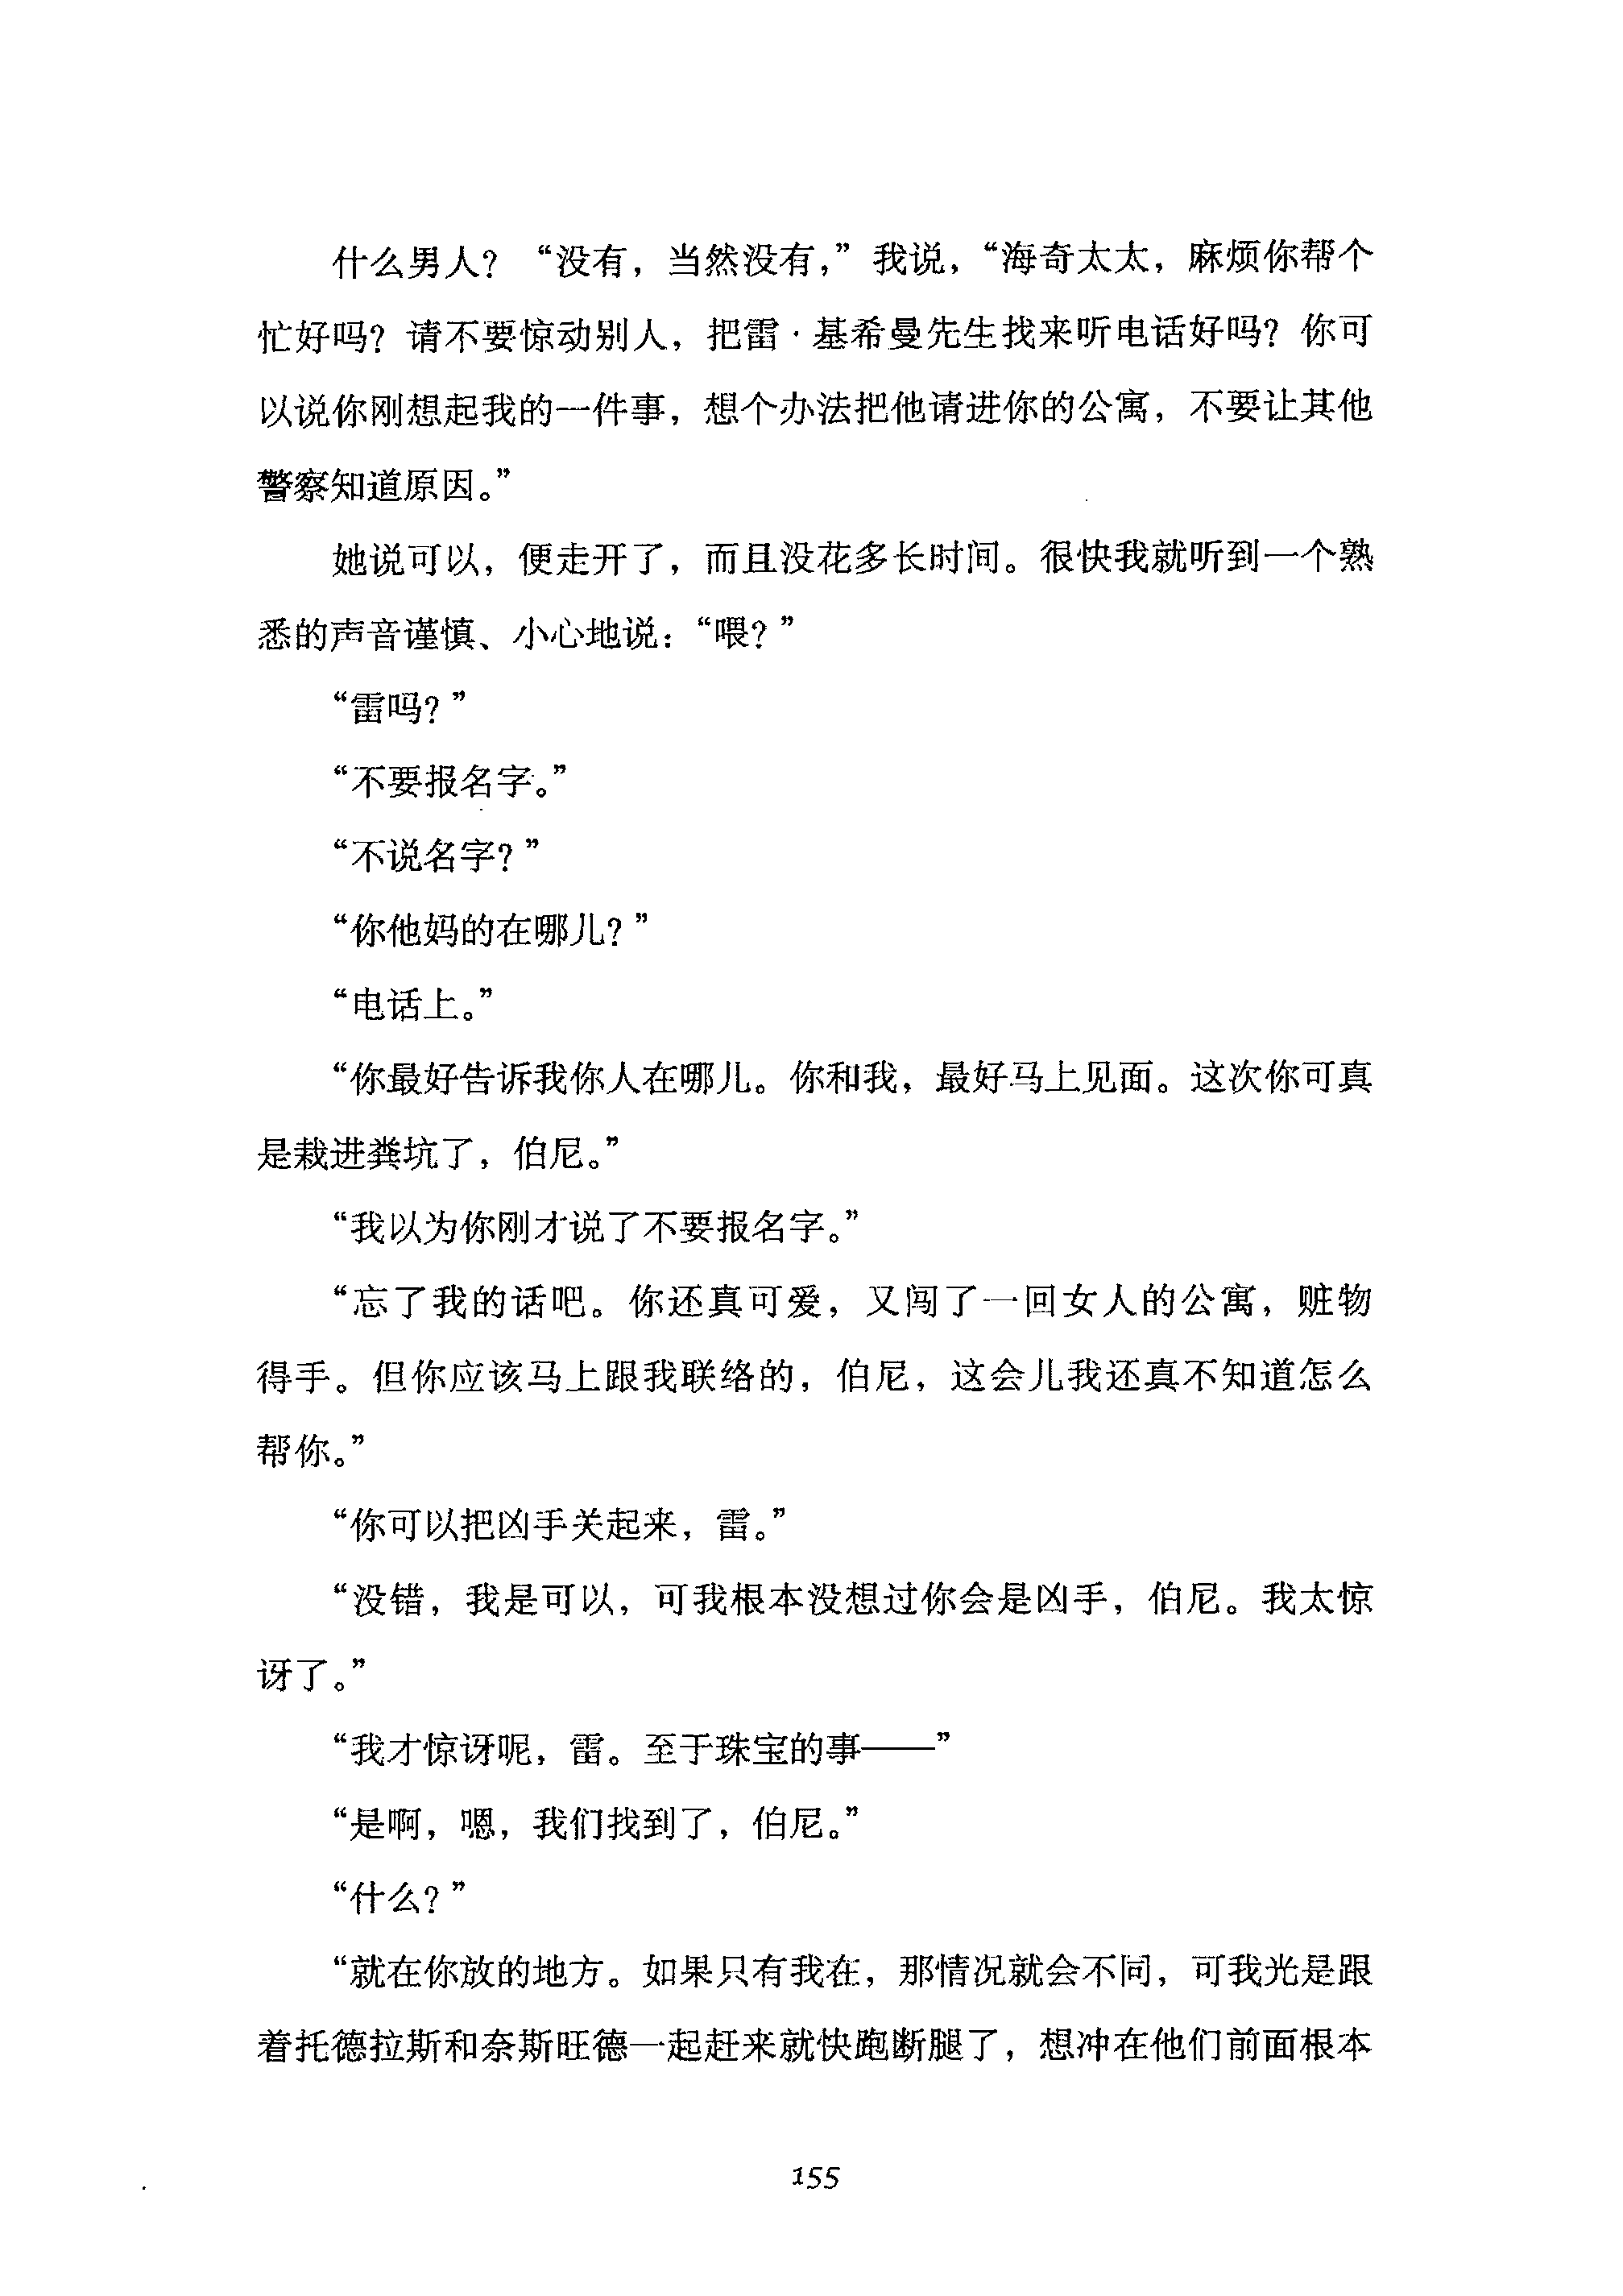 什么男人？“没有，当然没有，”我说，“海奇太太，麻烦你帮个
忙好吗？请不要惊动别人，把雷·基希曼先生找来听电话好吗？你可
以说你刚想起我的一件事，想个办法把他请进你的公寓，不要让其他
警察知道原因。”
她说可以，便走开了，而且没花多长时间。很快我就听到一个熟
悉的声音谨慎、小心地说：“喂？”
“雷吗？”
“不要报名字。”
“不说名字？”
“你他妈的在哪儿？”
“电话上。”
“你最好告诉我你人在哪儿。你和我，最好马上见面。这次你可真
是栽进粪坑了，伯尼。”
“我以为你刚才说了不要报名字。”
“忘了我的话吧。你还真可爱，又闯了一回女人的公寓，赃物
得手。但你应该马上跟我联络的，伯尼，这会儿我还真不知道怎么
帮你。”
“你可以把凶手关起来，雷。”
“没错，我是可以，可我根本没想过你会是凶手，伯尼。我太惊
讶了。”
“我才惊讶呢，雷。至于珠宝的事——”
“是啊，嗯，我们找到了，伯尼。”
“什么？”
“就在你放的地方。如果只有我在，那情况就会不同，可我光是跟
着托德拉斯和奈斯旺德一起赶来就快跑断腿了，想冲在他们前面根本
155